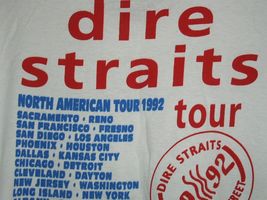 dire
straits
tour
NORTH AMERICAN TOUR 1992
SACRAMENTO • RENO
SAN FRANCISCO • FRESNO
SAN DIEGO • LOS ANGELES
PHOENIX • HOUSTON
DALLAS • KANSAS CITY
CHICAGO • DETROIT
CLEVELAND • DAYTON
NEW JERSEY • WASHINGTON
LONG ISLAND • NEW YORK
DIRE STRAITS
92